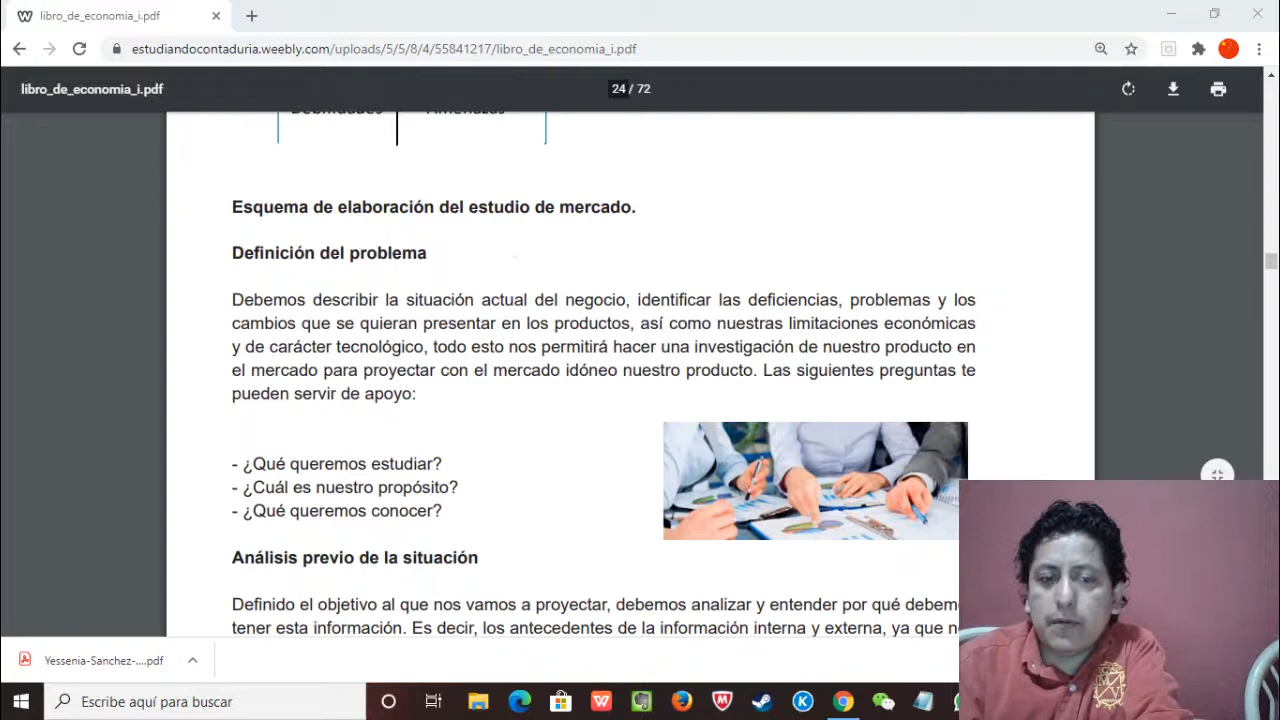 libro_de_economia_i.pdf
estudiandocontaduria.weebly.com/uploads/5/5/8/4/55841217/libro_de_economia_i.pdf
libro_de_economia_i.pdf
24 / 72
Debilidades Amenazas
Esquema de elaboración del estudio de mercado.
Definición del problema
Debemos describir la situación actual del negocio, identificar las deficiencias, problemas y los
cambios que se quieran presentar en los productos, así como nuestras limitaciones económicas
y de carácter tecnológico, todo esto nos permitirá hacer una investigación de nuestro producto en
el mercado para proyectar con el mercado idóneo nuestro producto. Las siguientes preguntas te
pueden servir de apoyo:
- ¿Qué queremos estudiar?
- ¿Cuál es nuestro propósito?
- ¿Qué queremos conocer?
Análisis previo de la situación
Definido el objetivo al que nos vamos a proyectar, debemos analizar y entender por qué debem
tener esta información. Es decir, los antecedentes de la información interna y externa, ya que n
Yessenia-Sanchez-....pdf
Escribe aquí para buscar